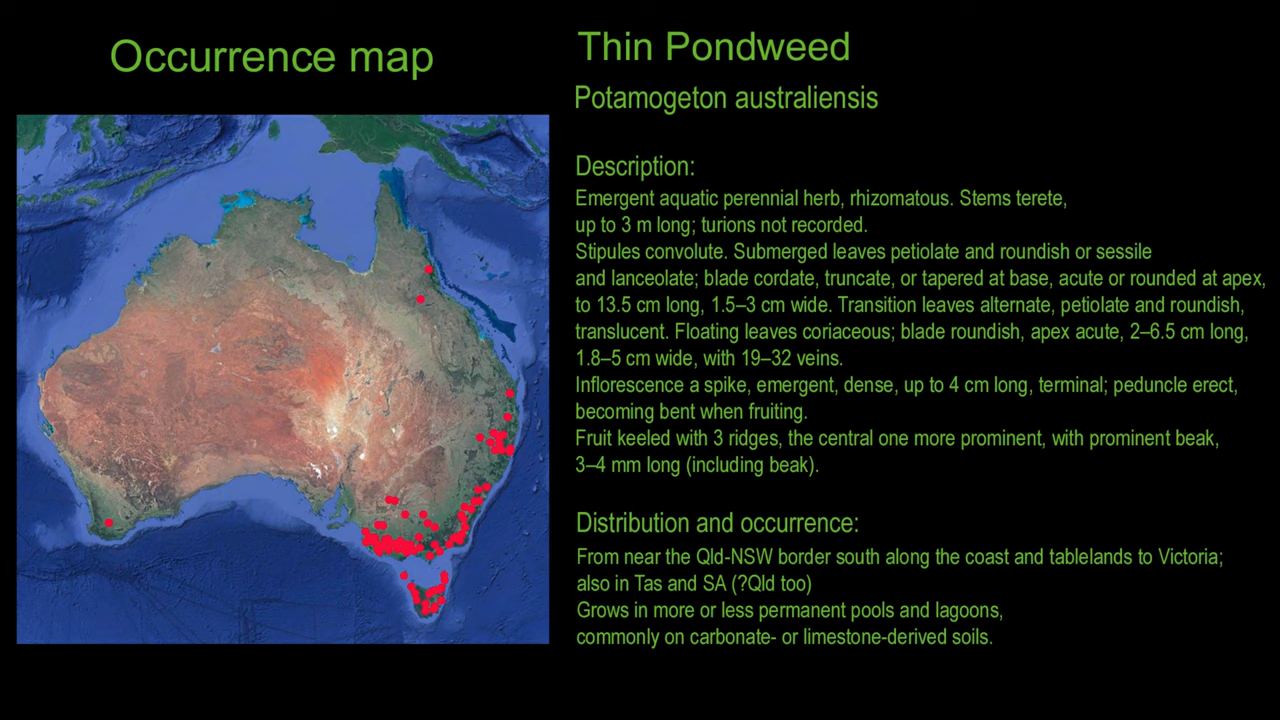 Occurrence map
Thin Pondweed
Potamogeton australiensis
Description:
Emergent aquatic perennial herb, rhizomatous. Stems terete,
up to 3 m long; turions not recorded.
Stipules convolute. Submerged leaves petiolate and roundish or sessile
and lanceolate; blade cordate, truncate, or tapered at base, acute or rounded at apex,
to 13.5 cm long, 1.5–3 cm wide. Transition leaves alternate, petiolate and roundish,
translucent. Floating leaves coriaceous; blade roundish, apex acute, 2–6.5 cm long,
1.8–5 cm wide, with 19–32 veins.
Inflorescence a spike, emergent, dense, up to 4 cm long, terminal; peduncle erect,
becoming bent when fruiting.
Fruit keeled with 3 ridges, the central one more prominent, with prominent beak,
3–4 mm long (including beak).
Distribution and occurrence:
From near the Qld-NSW border south along the coast and tablelands to Victoria;
also in Tas and SA (?Qld too)
Grows in more or less permanent pools and lagoons,
commonly on carbonate- or limestone-derived soils.